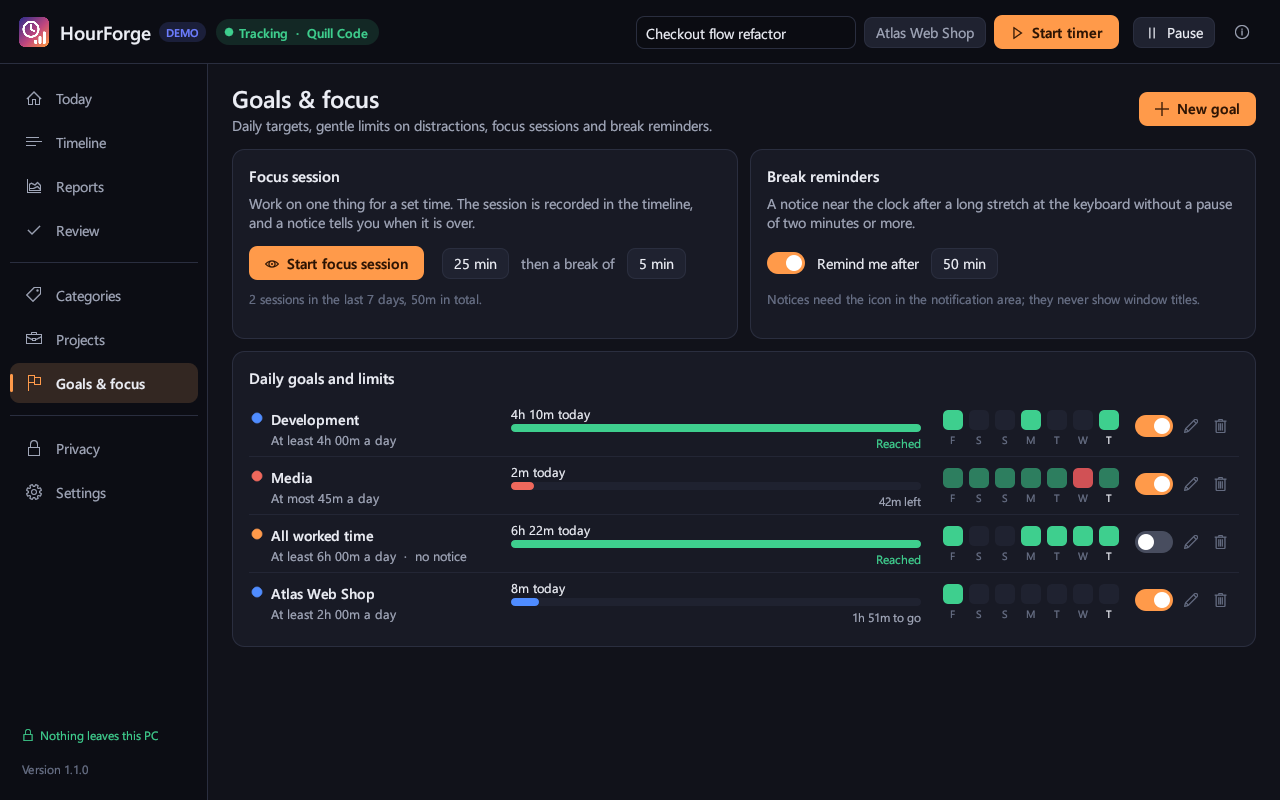 HourForge DEMO Tracking · Quill Code
Checkout flow refactor
Atlas Web Shop
Start timer
Pause
Today
Timeline
Reports
Review
Categories
Projects
Goals & focus
Privacy
Settings
Nothing leaves this PC
Version 1.1.0
Goals & focus
Daily targets, gentle limits on distractions, focus sessions and break reminders.
New goal
Focus session
Work on one thing for a set time. The session is recorded in the timeline,
and a notice tells you when it is over.
Start focus session 25 min then a break of 5 min
2 sessions in the last 7 days, 50m in total.
Break reminders
A notice near the clock after a long stretch at the keyboard without a pause
of two minutes or more.
Remind me after 50 min
Notices need the icon in the notification area; they never show window titles.
Daily goals and limits
Development
At least 4h 00m a day
4h 10m today
Reached
F S S M T W T
Media
At most 45m a day
2m today
42m left
F S S M T W T
All worked time
At least 6h 00m a day · no notice
6h 22m today
Reached
F S S M T W T
Atlas Web Shop
At least 2h 00m a day
8m today
1h 51m to go
F S S M T W T